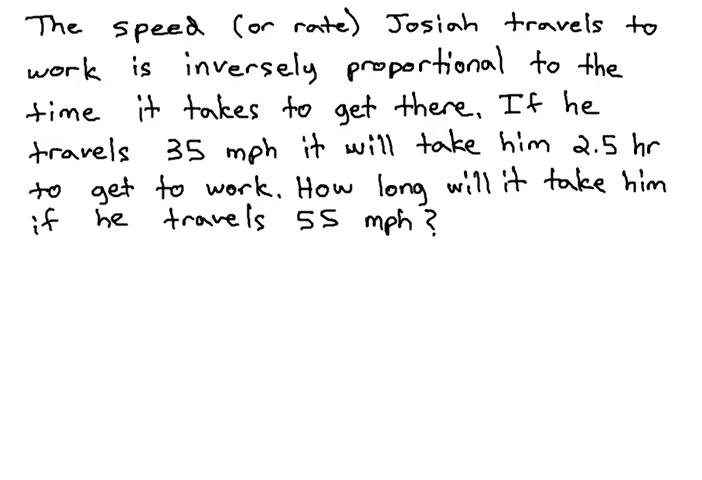 The speed (or rate) Josiah travels to
work is inversely proportional to the
time it takes to get there. If he
travels 35 mph it will take him 2.5 hr
to get to work. How long will it take him
if he travels 55 mph?